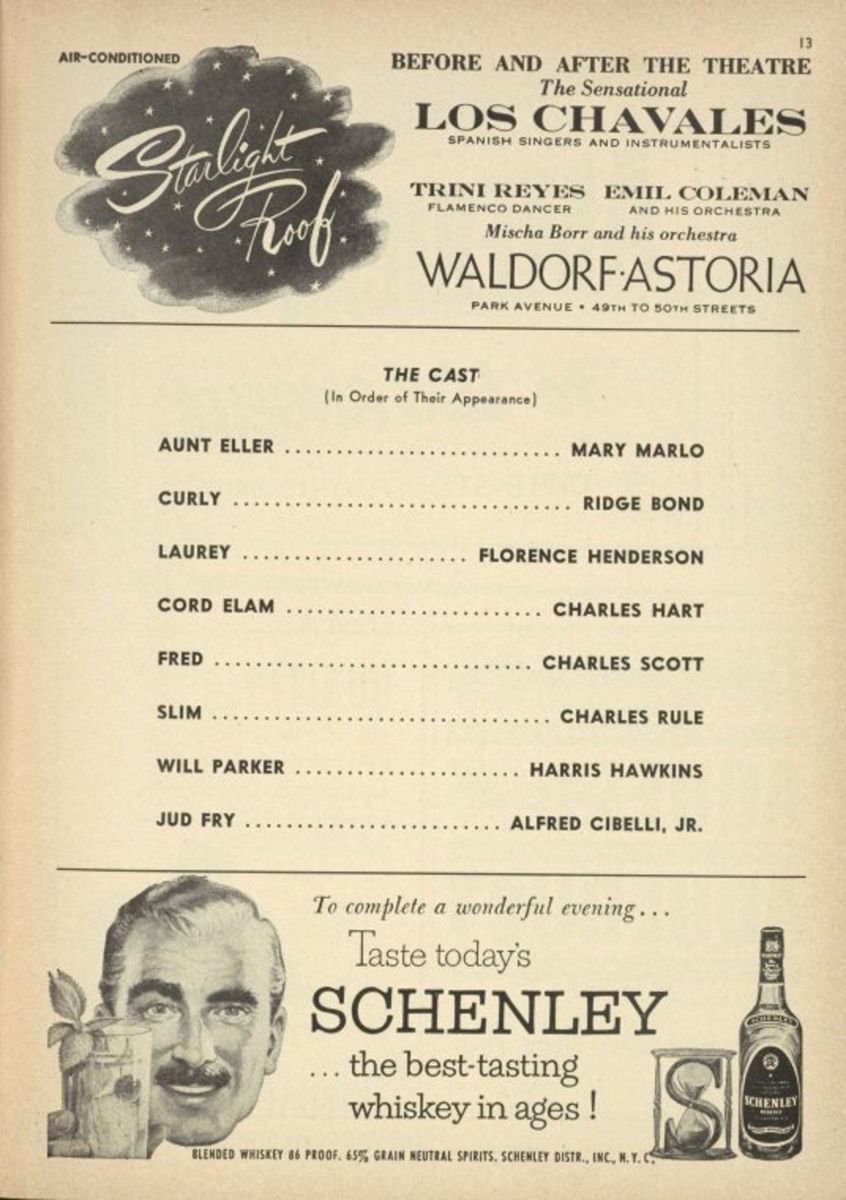 13
AIR-CONDITIONED
Starlight
Roof
BEFORE AND AFTER THE THEATRE
The Sensational
LOS CHAVALES
SPANISH SINGERS AND INSTRUMENTALISTS
TRINI REYES EMIL COLEMAN
FLAMENCO DANCER AND HIS ORCHESTRA
Mischa Borr and his orchestra
WALDORF·ASTORIA
PARK AVENUE • 49TH TO 50TH STREETS
THE CAST
(In Order of Their Appearance)
AUNT ELLER .......................... MARY MARLO
CURLY ................................ RIDGE BOND
LAUREY ...................... FLORENCE HENDERSON
CORD ELAM ........................ CHARLES HART
FRED .............................. CHARLES SCOTT
SLIM ................................ CHARLES RULE
WILL PARKER ...................... HARRIS HAWKINS
JUD FRY ........................ ALFRED CIBELLI, JR.
To complete a wonderful evening...
Taste today's
SCHENLEY
... the best-tasting
whiskey in ages !
SCHENLEY
SCHENLEY
RESERVE
S
BLENDED WHISKEY 86 PROOF. 65% GRAIN NEUTRAL SPIRITS. SCHENLEY DISTR., INC., N. Y. C.